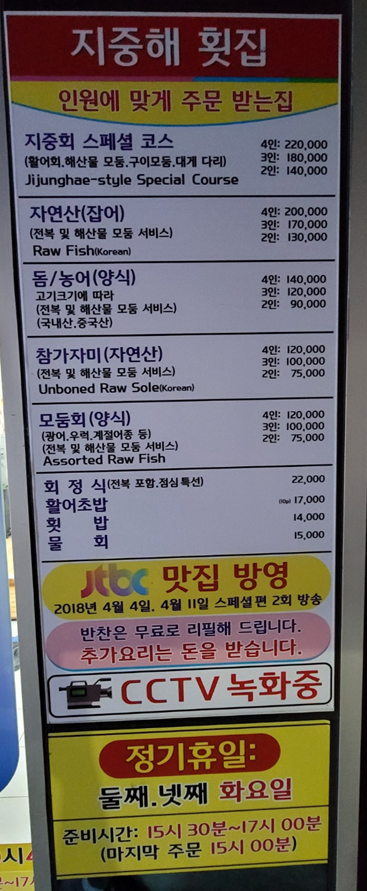 지중해 횟집
인원에 맞게 주문 받는집
지중회 스페셜 코스 4인: 220,000
(활어회.해산물 모둠.구이모둠.대게 다리) 3인: 180,000
Jijunghae-style Special Course 2인: 140,000
자연산(잡어) 4인: 200,000
(전복 및 해산물 모둠 서비스) 3인: 170,000
Raw Fish(Korean) 2인: 130,000
돔/농어(양식) 4인: 140,000
고기크기에 따라 3인: 120,000
(전복 및 해산물 모둠 서비스) 2인: 90,000
(국내산.중국산)
참가자미(자연산) 4인: 120,000
(전복 및 해산물 모둠 서비스) 3인: 100,000
Unboned Raw Sole(Korean) 2인: 75,000
모둠회(양식) 4인: 120,000
(광어.우럭.계절어종 등) 3인: 100,000
(전복 및 해산물 모둠 서비스) 2인: 75,000
Assorted Raw Fish
회 정 식(전복 포함.점심 특선) 22,000
활어초밥 (10p) 17,000
횟 밥 14,000
물 회 15,000
jtbc 맛집 방영
2018년 4월 4일, 4월 11일 스페셜편 2회 방송
반찬은 무료로 리필해 드립니다.
추가요리는 돈을 받습니다.
CCTV 녹화중
정기휴일:
둘째.넷째 화요일
준비시간: 15시 30분~17시 00분
(마지막 주문 15시 00분)